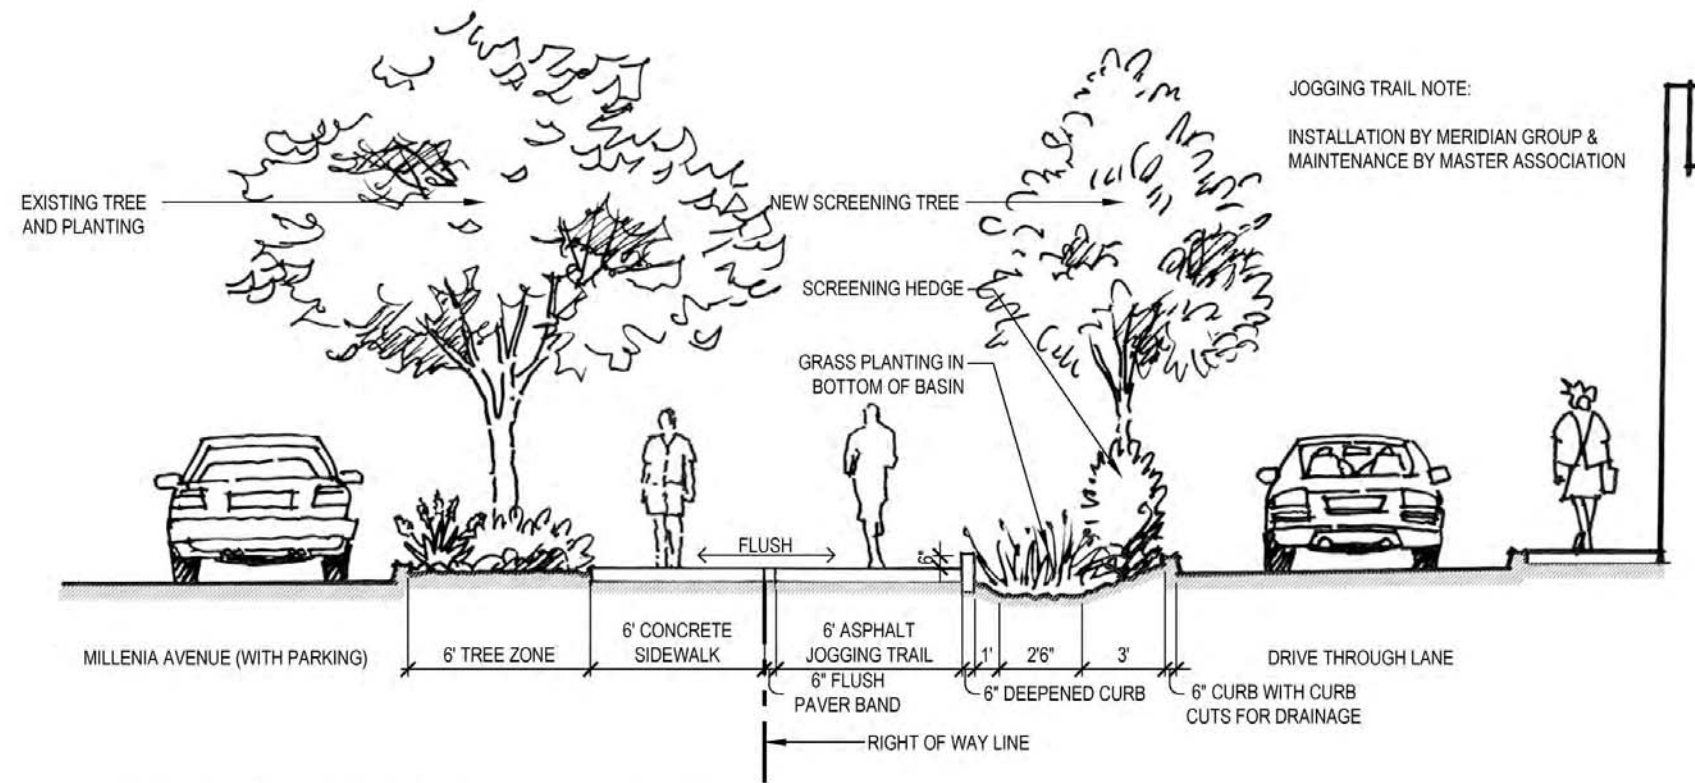 JOGGING TRAIL NOTE:
INSTALLATION BY MERIDIAN GROUP &
MAINTENANCE BY MASTER ASSOCIATION
EXISTING TREE
AND PLANTING
NEW SCREENING TREE
SCREENING HEDGE
GRASS PLANTING IN
BOTTOM OF BASIN
FLUSH
6"
MILLENIA AVENUE (WITH PARKING)
6' TREE ZONE
6' CONCRETE
SIDEWALK
6' ASPHALT
JOGGING TRAIL
1'
2'6"
3'
DRIVE THROUGH LANE
6" FLUSH
PAVER BAND
6" DEEPENED CURB
6" CURB WITH CURB
CUTS FOR DRAINAGE
RIGHT OF WAY LINE